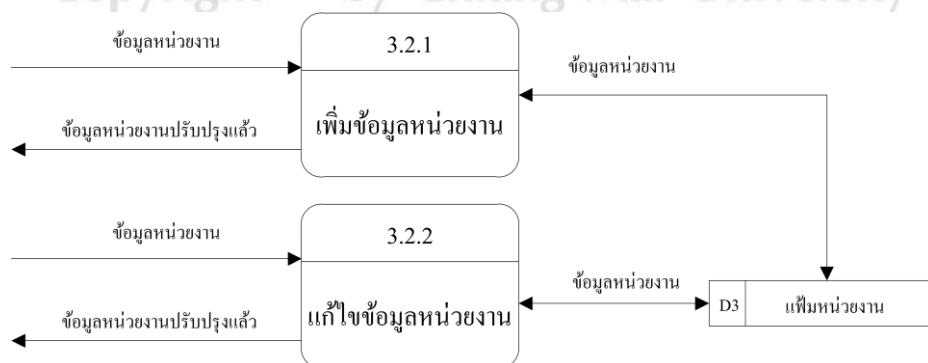 Copyright by Chiang Mai University
ข้อมูลหน่วยงาน
3.2.1
ข้อมูลหน่วยงาน
เพิ่มข้อมูลหน่วยงาน
ข้อมูลหน่วยงานปรับปรุงแล้ว
ข้อมูลหน่วยงาน
3.2.2
ข้อมูลหน่วยงาน
แก้ไขข้อมูลหน่วยงาน
D3
แฟ้มหน่วยงาน
ข้อมูลหน่วยงานปรับปรุงแล้ว